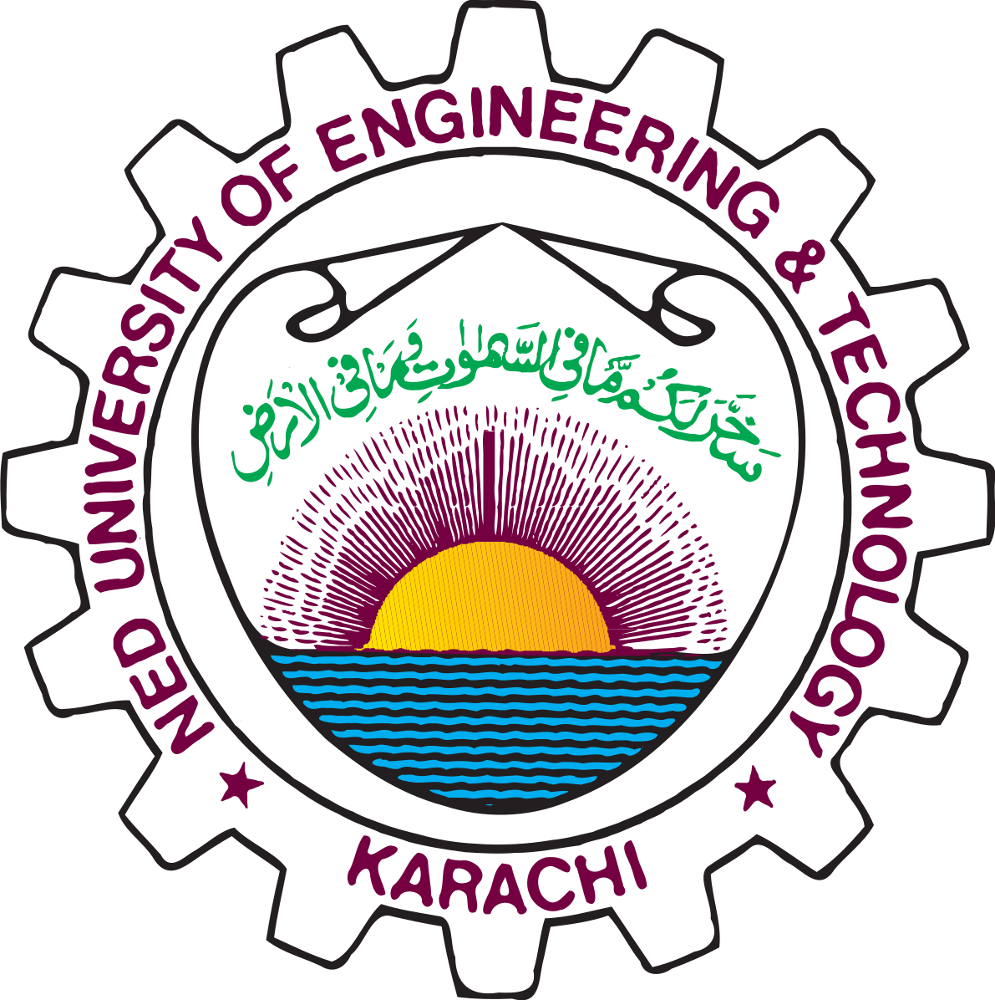 NED UNIVERSITY OF ENGINEERING & TECHNOLOGY
سَخَّرَ لَكُم مَّا فِي السَّمٰوٰتِ وَمَا فِي الْاَرْضِ
KARACHI